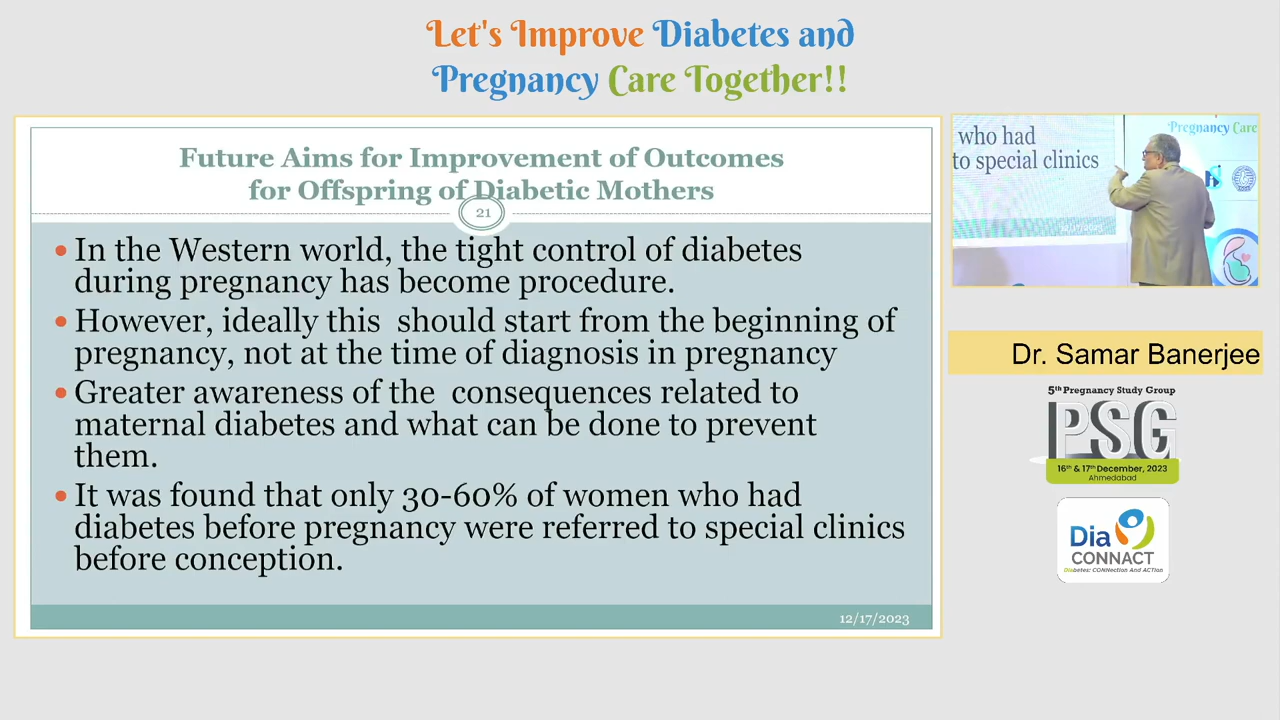 Let's Improve Diabetes and
Pregnancy Care Together!!
Future Aims for Improvement of Outcomes
for Offspring of Diabetic Mothers
21
• In the Western world, the tight control of diabetes
during pregnancy has become procedure.
• However, ideally this should start from the beginning of
pregnancy, not at the time of diagnosis in pregnancy
• Greater awareness of the consequences related to
maternal diabetes and what can be done to prevent
them.
• It was found that only 30-60% of women who had
diabetes before pregnancy were referred to special clinics
before conception.
12/17/2023
Pregnancy Care
who had
to special clinics
Dr. Samar Banerjee
5th Pregnancy Study Group
PSG
16th & 17th December, 2023
Ahmedabad
Dia
CONNACT
Diabetes: CONNection And ACTion